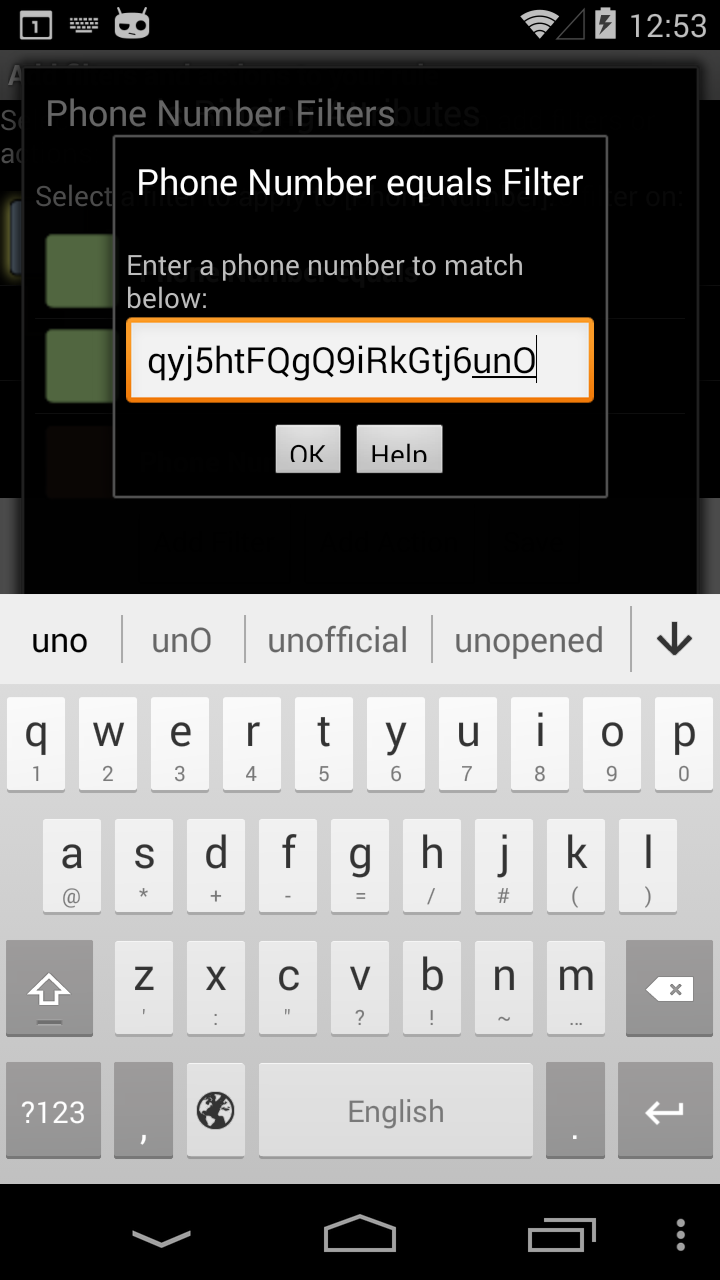 1 12:53
Phone Number Filters
Phone Number equals Filter
Select
Enter a phone number to match
below:
qyj5htFQgQ9iRkGtj6unO
OK Help
uno unO unofficial unopened
q w e r t y u i o p
1 2 3 4 5 6 7 8 9 0
a s d f g h j k l
@ * + - = / # ( )
z x c v b n m
' : " ? ! ~ ...
?123 , English .